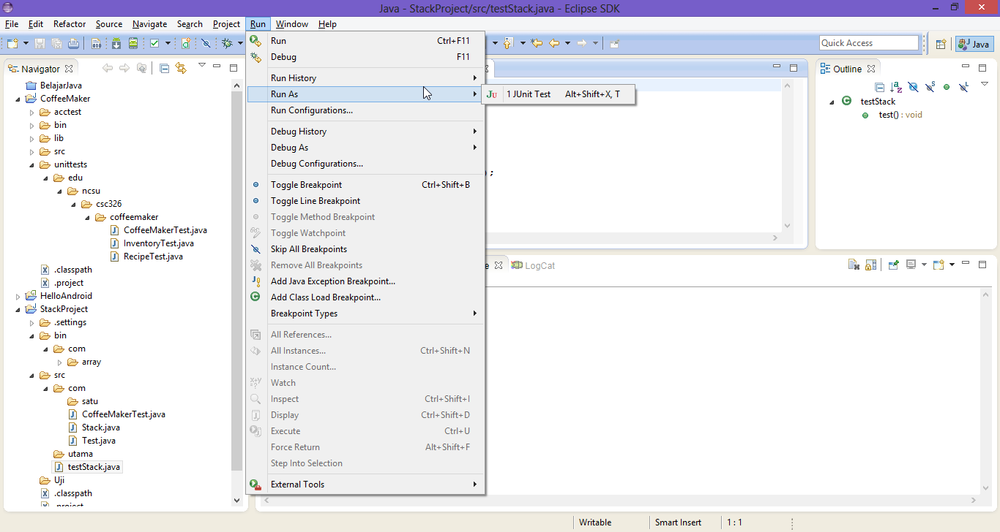 Java - StackProject/src/testStack.java - Eclipse SDK
File Edit Refactor Source Navigate Search Project Run Window Help
Quick Access
Java
Navigator
BelajarJava
CoffeeMaker
acctest
bin
lib
src
unittests
edu
ncsu
csc326
coffeemaker
CoffeeMakerTest.java
InventoryTest.java
RecipeTest.java
.classpath
.project
HelloAndroid
StackProject
.settings
bin
com
array
src
com
satu
CoffeeMakerTest.java
Stack.java
Test.java
utama
testStack.java
Uji
.classpath
.project
Run Ctrl+F11
Debug F11
Run History
Run As
Run Configurations...
Debug History
Debug As
Debug Configurations...
Toggle Breakpoint Ctrl+Shift+B
Toggle Line Breakpoint
Toggle Method Breakpoint
Toggle Watchpoint
Skip All Breakpoints
Remove All Breakpoints
Add Java Exception Breakpoint...
Add Class Load Breakpoint...
Breakpoint Types
All References...
All Instances... Ctrl+Shift+N
Instance Count...
Watch
Inspect Ctrl+Shift+I
Display Ctrl+Shift+D
Execute Ctrl+U
Force Return Alt+Shift+F
Step Into Selection
External Tools
Ju 1 JUnit Test Alt+Shift+X, T
);
e
LogCat
Outline
testStack
test() : void
Writable Smart Insert 1 : 1